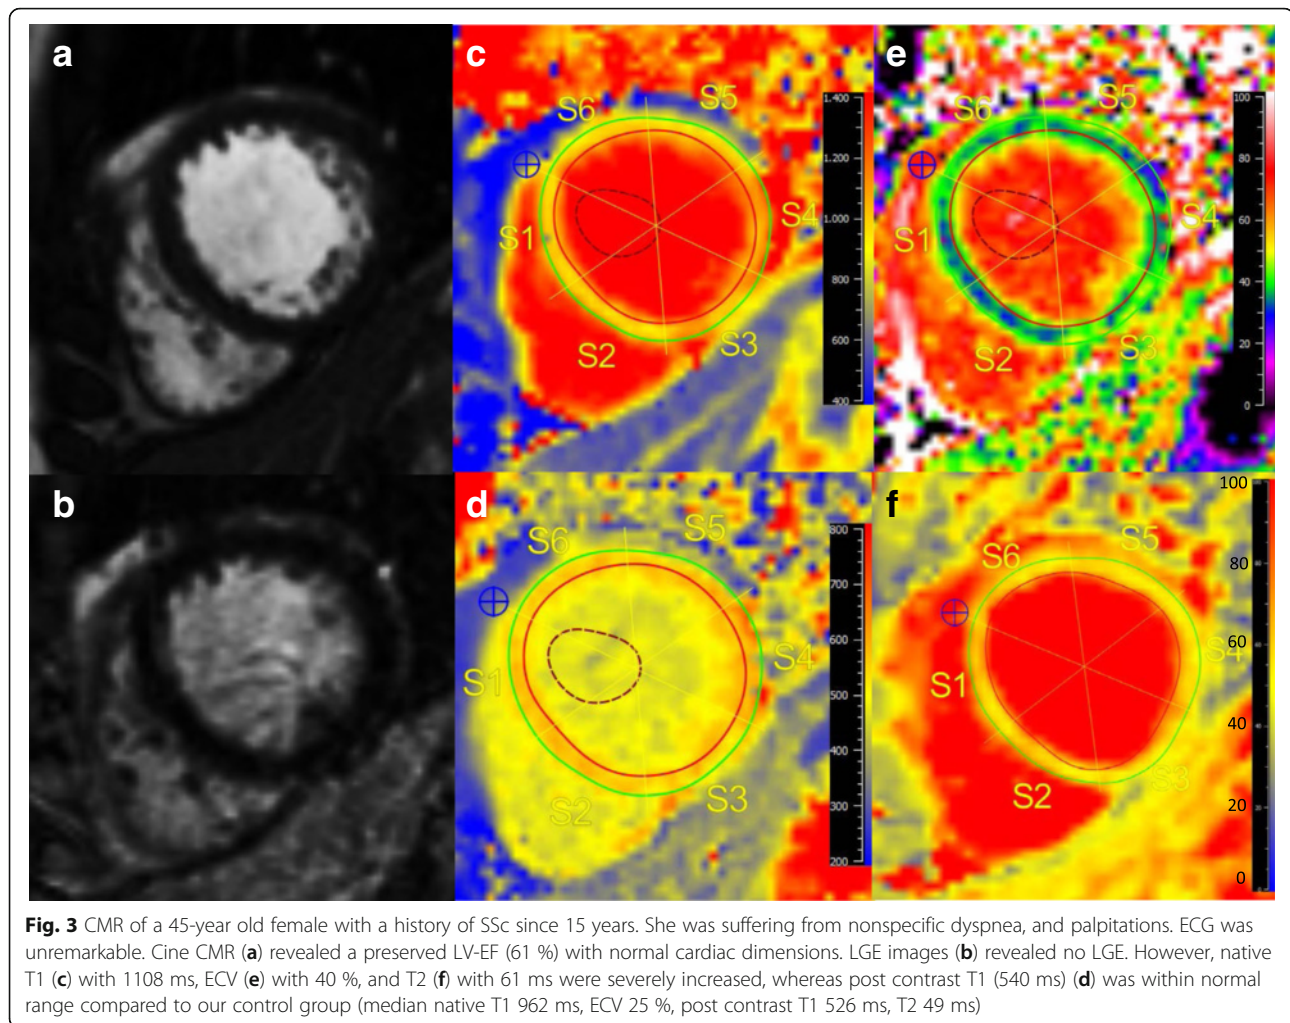 a
c
e
S6
S5
S4
S1
S2
S3
1.400
1.200
1.000
800
600
400
S6
S5
S4
S1
S2
S3
100
80
60
40
20
0
b
d
f
S6
S5
S4
S1
S2
S3
800
700
600
500
400
300
200
S6
S5
S4
S1
S2
S3
100
80
60
40
20
0
Fig. 3 CMR of a 45-year old female with a history of SSc since 15 years. She was suffering from nonspecific dyspnea, and palpitations. ECG was
unremarkable. Cine CMR (a) revealed a preserved LV-EF (61 %) with normal cardiac dimensions. LGE images (b) revealed no LGE. However, native
T1 (c) with 1108 ms, ECV (e) with 40 %, and T2 (f) with 61 ms were severely increased, whereas post contrast T1 (540 ms) (d) was within normal
range compared to our control group (median native T1 962 ms, ECV 25 %, post contrast T1 526 ms, T2 49 ms)